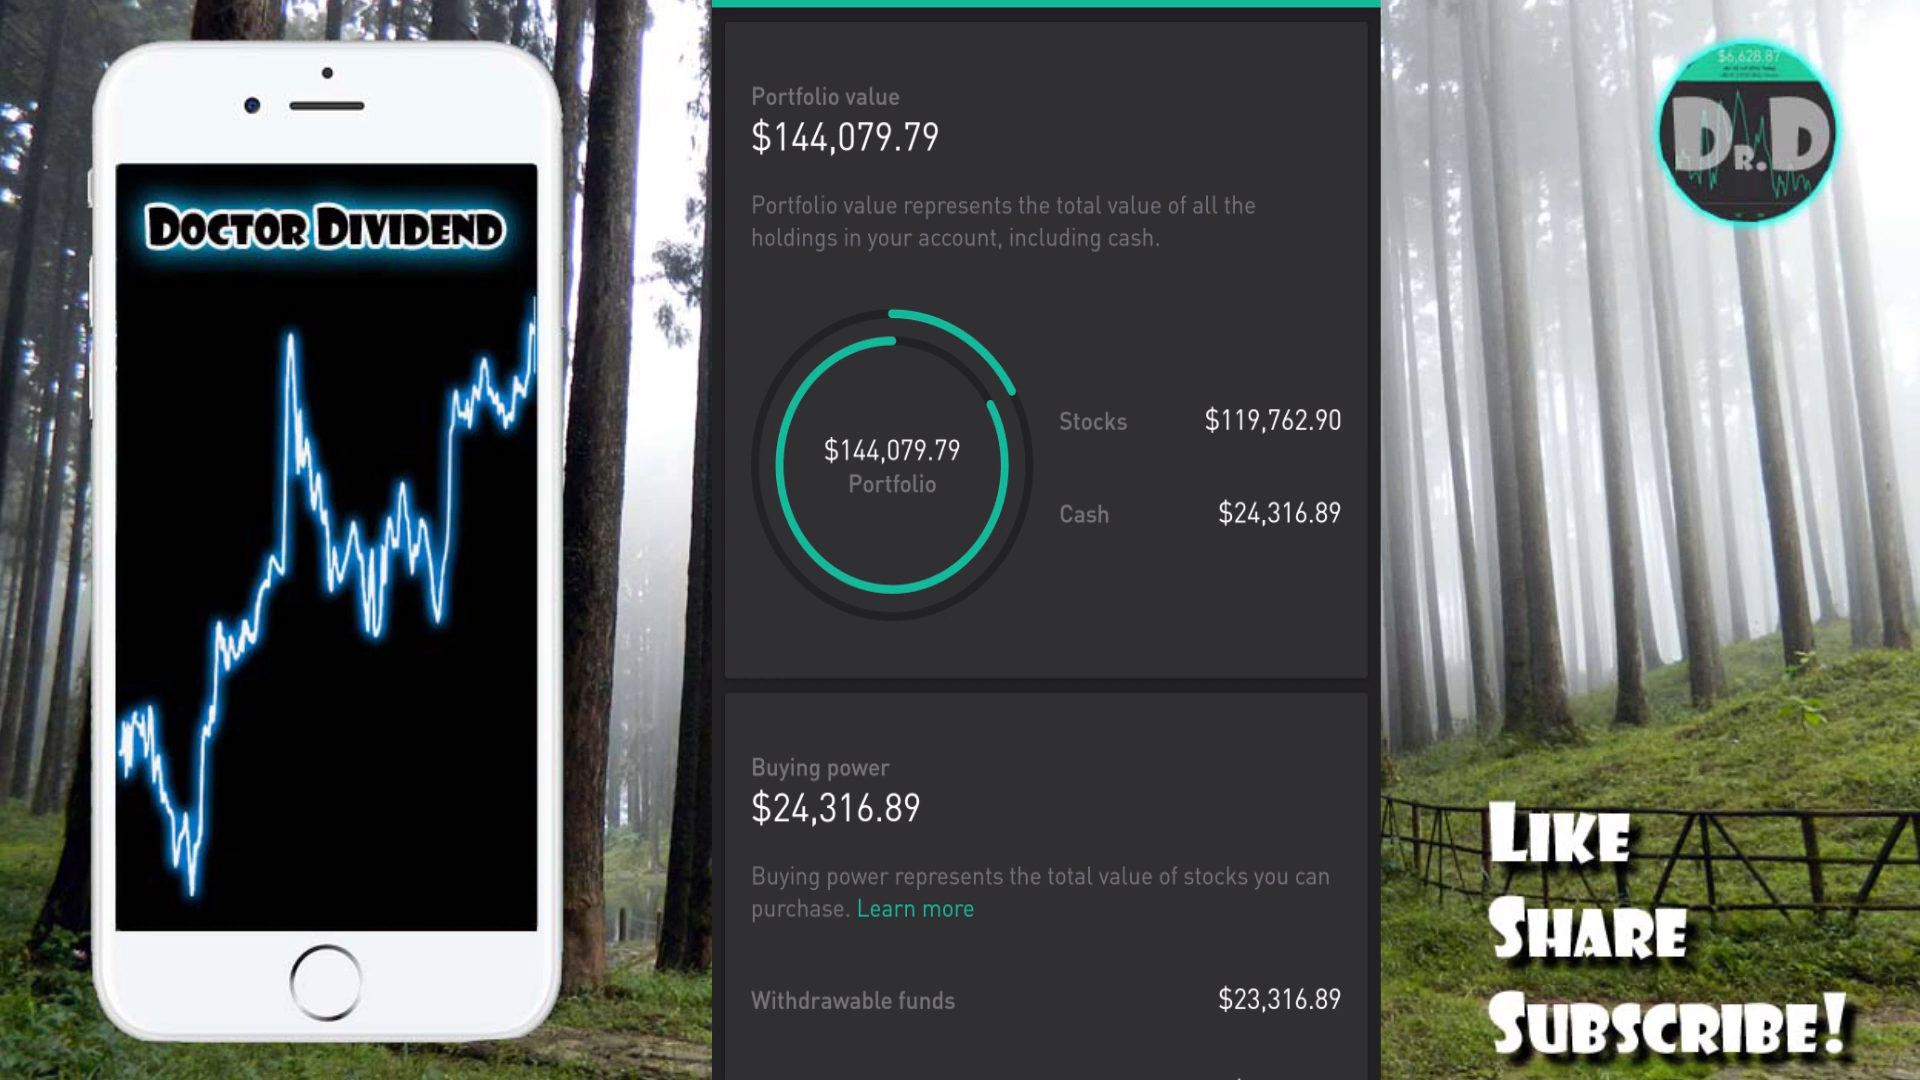 Doctor Dividend
Portfolio value
$144,079.79
Portfolio value represents the total value of all the
holdings in your account, including cash.
$144,079.79
Portfolio
Stocks $119,762.90
Cash $24,316.89
Buying power
$24,316.89
Buying power represents the total value of stocks you can
purchase. Learn more
Withdrawable funds $23,316.89
$6,628.87
DR.D
Like
Share
Subscribe!